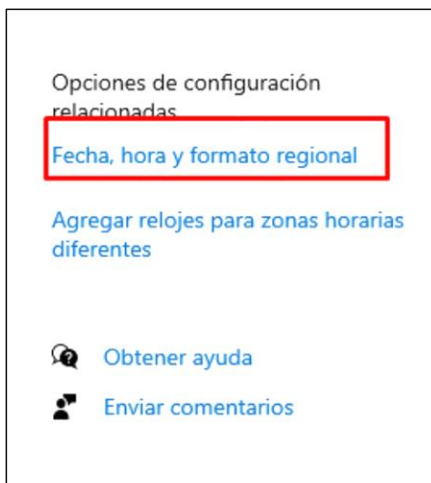 Opciones de configuración
relacionadas
Fecha, hora y formato regional
Agregar relojes para zonas horarias
diferentes
Obtener ayuda
Enviar comentarios